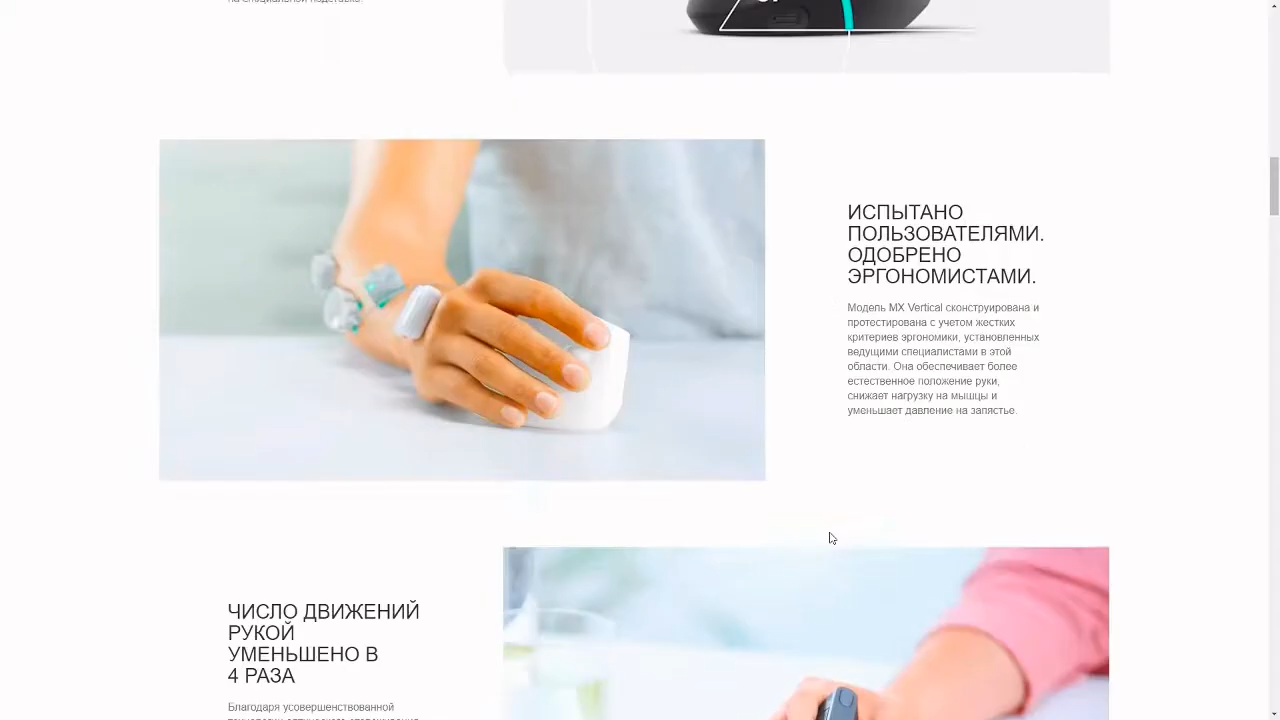 ИСПЫТАНО
ПОЛЬЗОВАТЕЛЯМИ.
ОДОБРЕНО
ЭРГОНОМИСТАМИ.
Модель MX Vertical сконструирована и
протестирована с учетом жестких
критериев эргономики, установленных
ведущими специалистами в этой
области. Она обеспечивает более
естественное положение руки,
снижает нагрузку на мышцы и
уменьшает давление на запястье.
ЧИСЛО ДВИЖЕНИЙ
РУКОЙ
УМЕНЬШЕНО В
4 РАЗА
Благодаря усовершенствованной